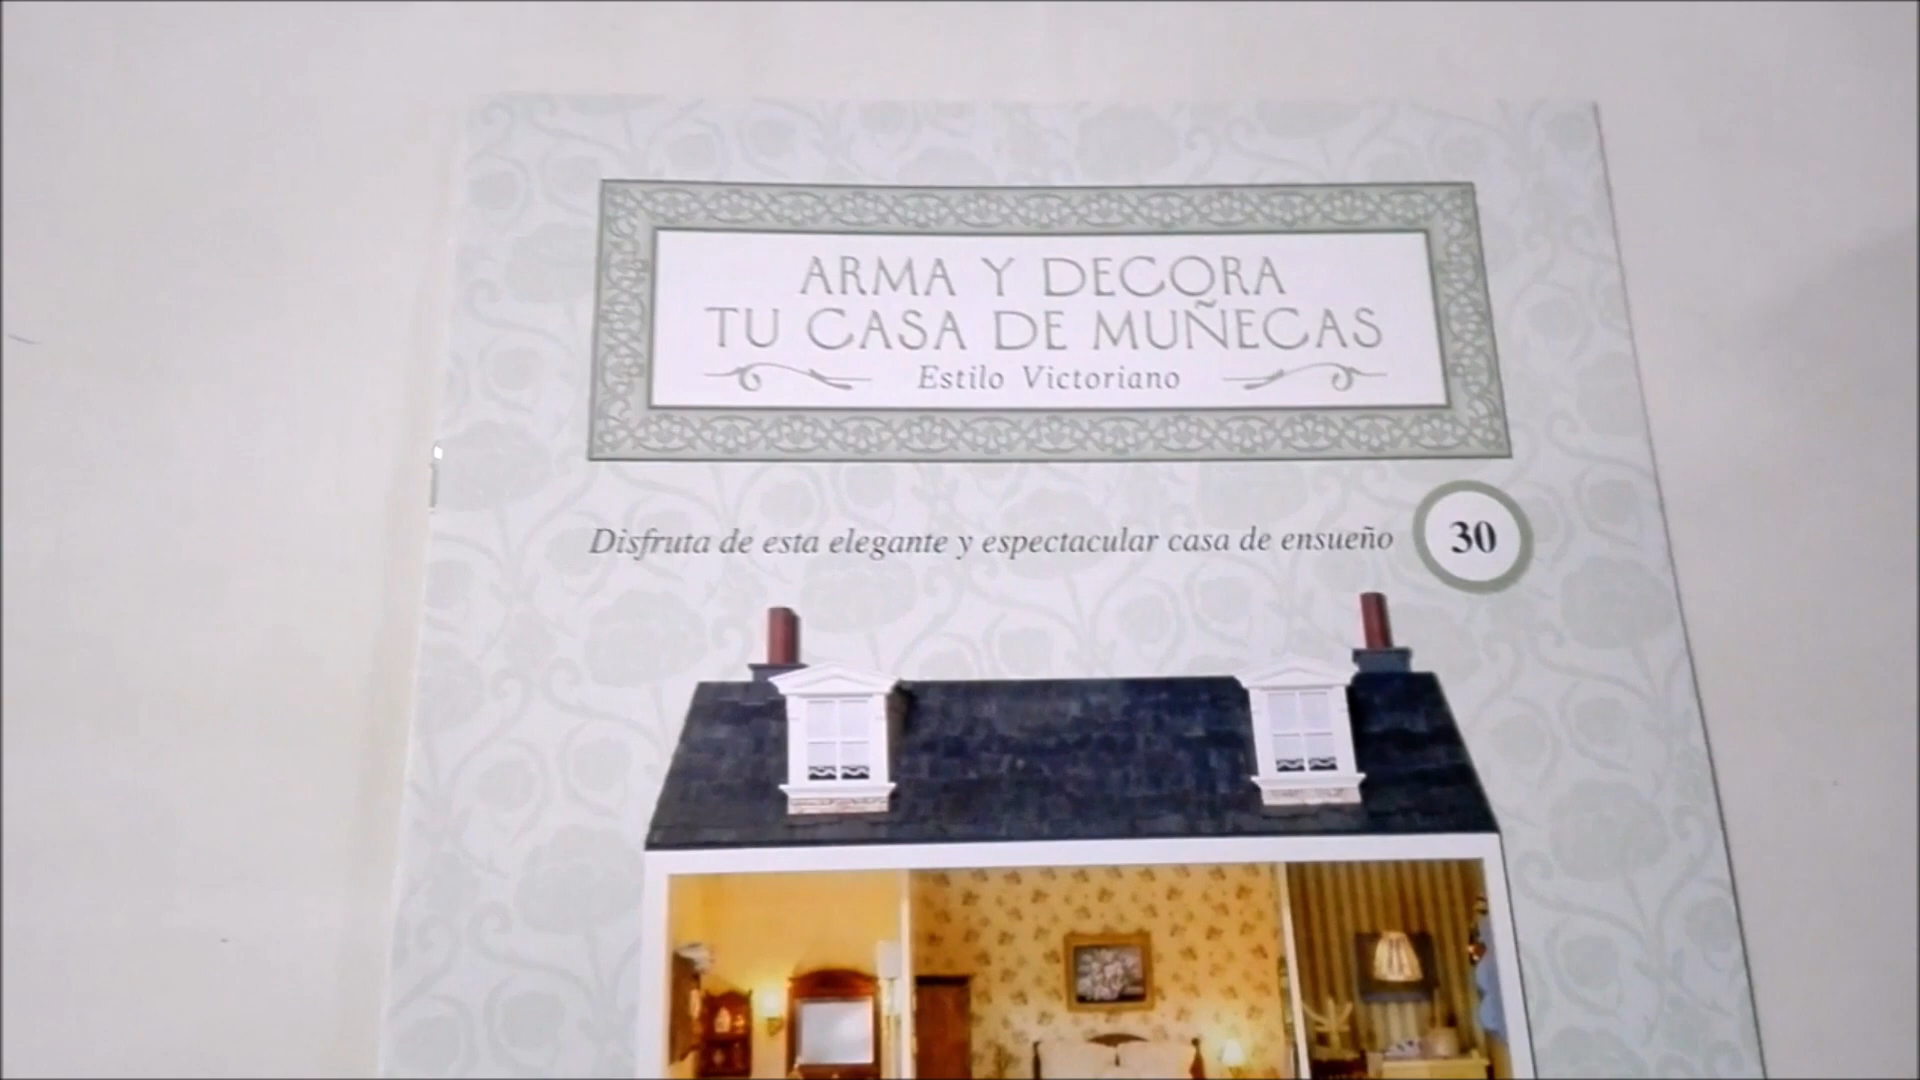 ARMA Y DECORA
TU CASA DE MUÑECAS
Estilo Victoriano
Disfruta de esta elegante y espectacular casa de ensueño
30